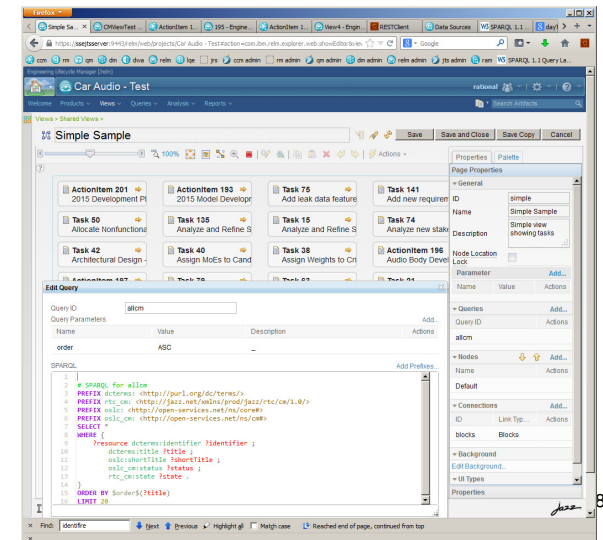 Firefox
Simple Sa... × CMViewTest ... ActionItem 1... 195 - Engine... ActionItem 1... View4 - Engin... RESTClient Data Sources W3 SPARQL 1.1 ... day1 > + -
https://ssejtsserver:9443/relm/web/projects/Car Audio - Test#action=com.ibm.relm.explorer.web.showEditor&view Google
ccm rm qm dm dwa relm lqe jrs ccm admin rm admin qm admin dm admin relm admin jts admin ram W3 SPARQL 1.1 Query La...
Engineering Lifecycle Manager (/relm)
Car Audio - Test rational
Welcome Products Views Queries Analysis Reports Search Artifacts
Views > Shared Views >
Simple Sample Save Save and Close Save Copy Cancel
100% Actions Properties Palette
Page Properties
General
ActionItem 201 ActionItem 193 Task 75 Task 141
2015 Development Pl 2015 Model Developr Add leak data feature Add new requirem
ID simple
Name Simple Sample
Task 50 Task 135 Task 15 Task 74
Allocate Nonfunctiona Analyze and Refine S Analyze and Refine S Analyze new stake
Description Simple view showing tasks
Task 42 Task 40 Task 38 ActionItem 196
Architectural Design - Assign MoEs to Cand Assign Weights to Cri Audio Body Devel
Node Location Lock
ActionItem 197 Task 79 Task 63 Task 21
Parameter Add...
Name Value Actions
Edit Query
Query ID allcm
Query Parameters Add...
Name Value Description Actions
order ASC _
Queries Add...
Query ID Actions
allcm
Nodes Add...
Name Actions
Default
SPARQL Add Prefixes...
1
2 # SPARQL for allcm
3 PREFIX dcterms: <http://purl.org/dc/terms/>
4 PREFIX rtc_cm: <http://jazz.net/xmlns/prod/jazz/rtc/cm/1.0/>
5 PREFIX oslc: <http://open-services.net/ns/core#>
6 PREFIX oslc_cm: <http://open-services.net/ns/cm#>
7 SELECT *
8 WHERE {
9 ?resource dcterms:identifier ?identifier ;
10 dcterms:title ?title ;
11 oslc:shortTitle ?shortTitle ;
12 oslc_cm:status ?status ;
13 rtc_cm:state ?state .
14 }
15 ORDER BY $order$(?title)
16 LIMIT 20
Connections Add...
ID Link Typ... Actions
blocks Blocks
Background
Edit Background...
UI Types
Properties
Jazz
8
× Find: identifire Next Previous Highlight all Match case Reached end of page, continued from top